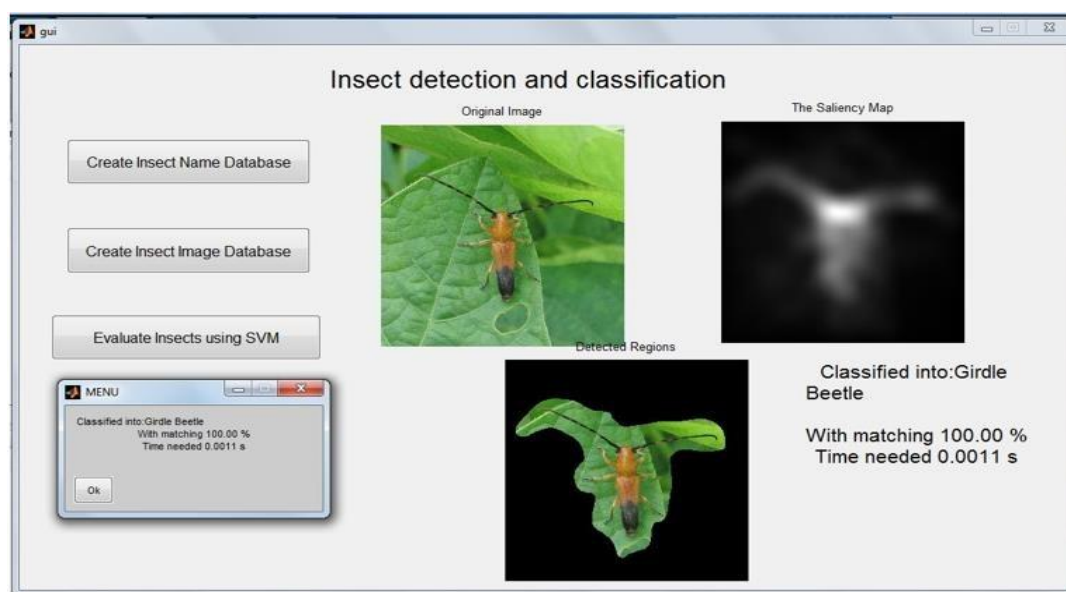 gui
Insect detection and classification
Original Image
The Saliency Map
Create Insect Name Database
Create Insect Image Database
Evaluate Insects using SVM
Detected Regions
MENU
Classified into:Girdle Beetle
With matching 100.00 %
Time needed 0.0011 s
Ok
Classified into:Girdle
Beetle
With matching 100.00 %
Time needed 0.0011 s